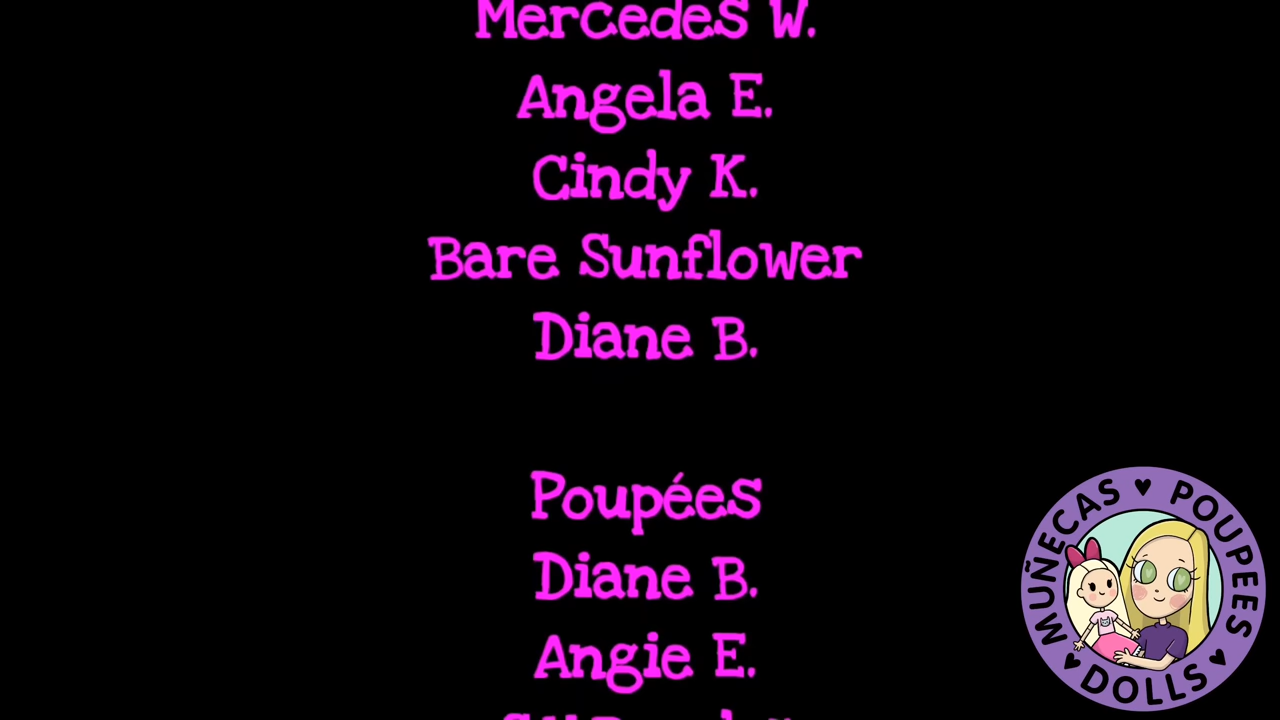 Mercedes W.
Angela E.
Cindy K.
Bare Sunflower
Diane B.
Poupées
Diane B.
Angie E.
MUÑECAS ♥ POUPEES ♥ DOLLS ♥